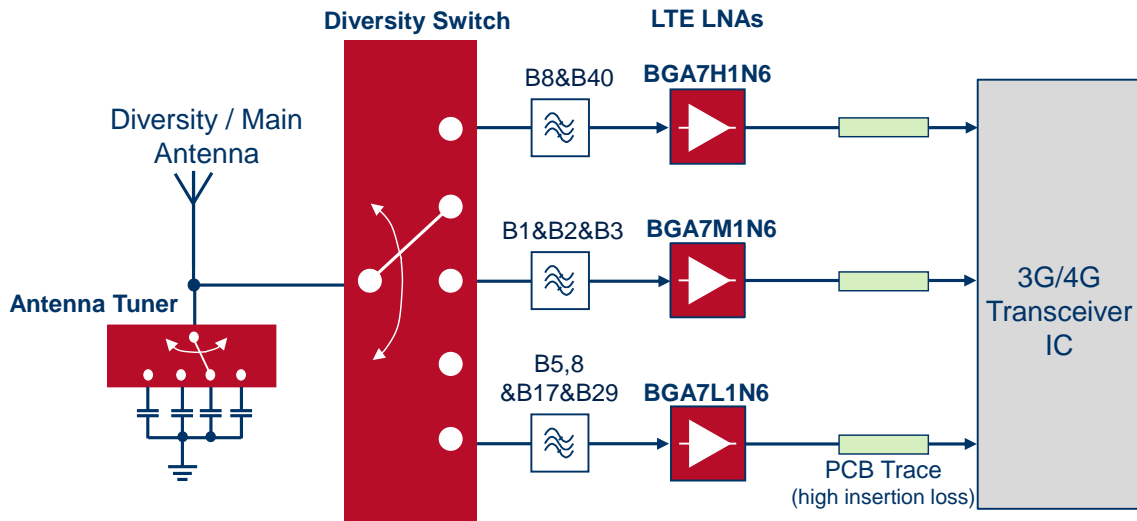 Diversity Switch
LTE LNAs
B8&B40
BGA7H1N6
Diversity / Main
Antenna
B1&B2&B3
BGA7M1N6
Antenna Tuner
3G/4G
Transceiver
IC
B5,8
&B17&B29
BGA7L1N6
PCB Trace
(high insertion loss)